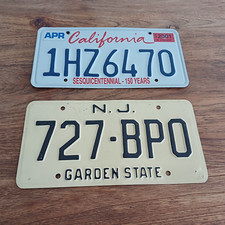 APR California
1HZ6470
SESQUICENTENNIAL - 150 YEARS
N.J.
727-BPO
GARDEN STATE